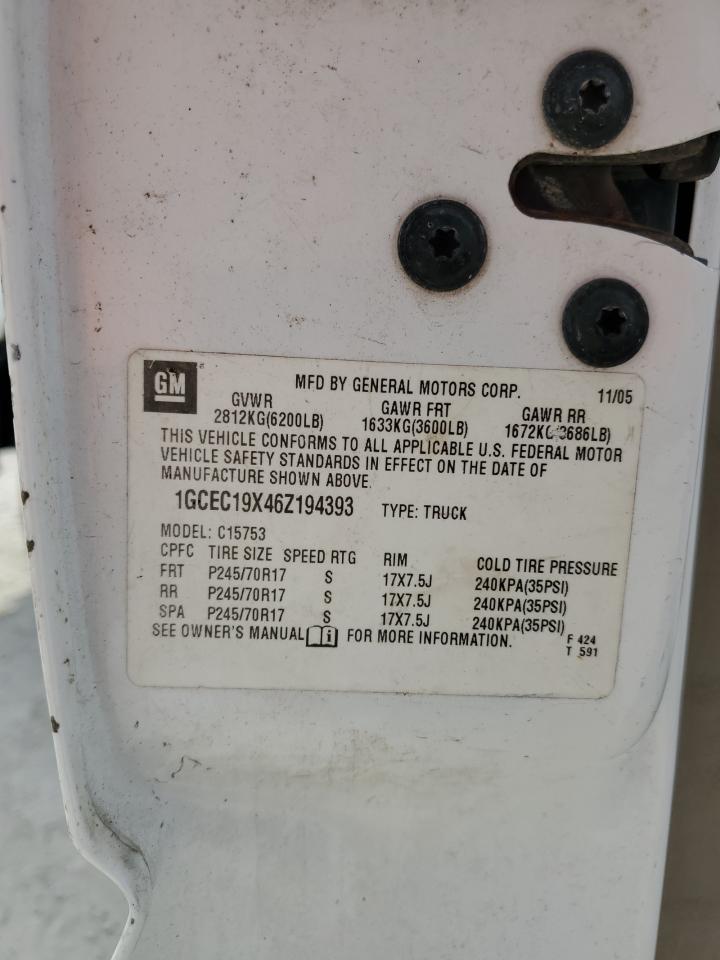 GM
MFD BY GENERAL MOTORS CORP. 11/05
GVWR GAWR FRT GAWR RR
2812KG(6200LB) 1633KG(3600LB) 1672KG(3686LB)
THIS VEHICLE CONFORMS TO ALL APPLICABLE U.S. FEDERAL MOTOR
VEHICLE SAFETY STANDARDS IN EFFECT ON THE DATE OF
MANUFACTURE SHOWN ABOVE.
1GCEC19X46Z194393 TYPE: TRUCK
MODEL: C15753
CPFC TIRE SIZE SPEED RTG RIM COLD TIRE PRESSURE
FRT P245/70R17 S 17X7.5J 240KPA(35PSI)
RR P245/70R17 S 17X7.5J 240KPA(35PSI)
SPA P245/70R17 S 17X7.5J 240KPA(35PSI)
SEE OWNER'S MANUAL FOR MORE INFORMATION. F 424
T 591